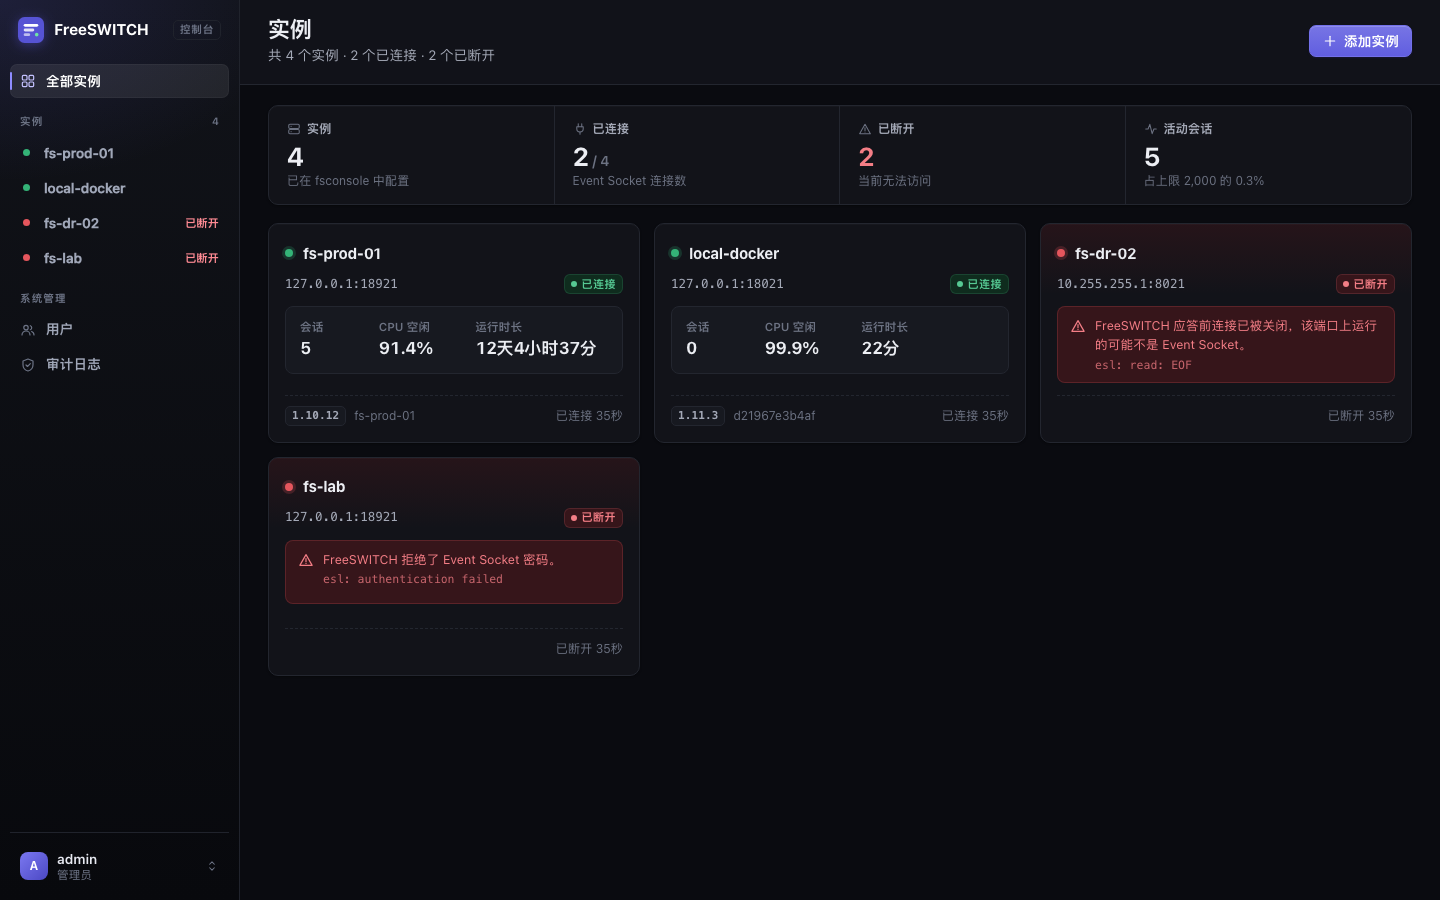 FreeSWITCH 控制台
全部实例
实例 4
fs-prod-01
local-docker
fs-dr-02 已断开
fs-lab 已断开
系统管理
用户
审计日志
A
admin
管理员
实例
共 4 个实例 · 2 个已连接 · 2 个已断开
添加实例
实例
4
已在 fsconsole 中配置
已连接
2 / 4
Event Socket 连接数
已断开
2
当前无法访问
活动会话
5
占上限 2,000 的 0.3%
fs-prod-01
127.0.0.1:18921 已连接
会话 CPU 空闲 运行时长
5 91.4% 12天4小时37分
1.10.12 fs-prod-01 已连接 35秒
local-docker
127.0.0.1:18021 已连接
会话 CPU 空闲 运行时长
0 99.9% 22分
1.11.3 d21967e3b4af 已连接 35秒
fs-dr-02
10.255.255.1:8021 已断开
FreeSWITCH 应答前连接已被关闭，该端口上运行
的可能不是 Event Socket。
esl: read: EOF
已断开 35秒
fs-lab
127.0.0.1:18921 已断开
FreeSWITCH 拒绝了 Event Socket 密码。
esl: authentication failed
已断开 35秒